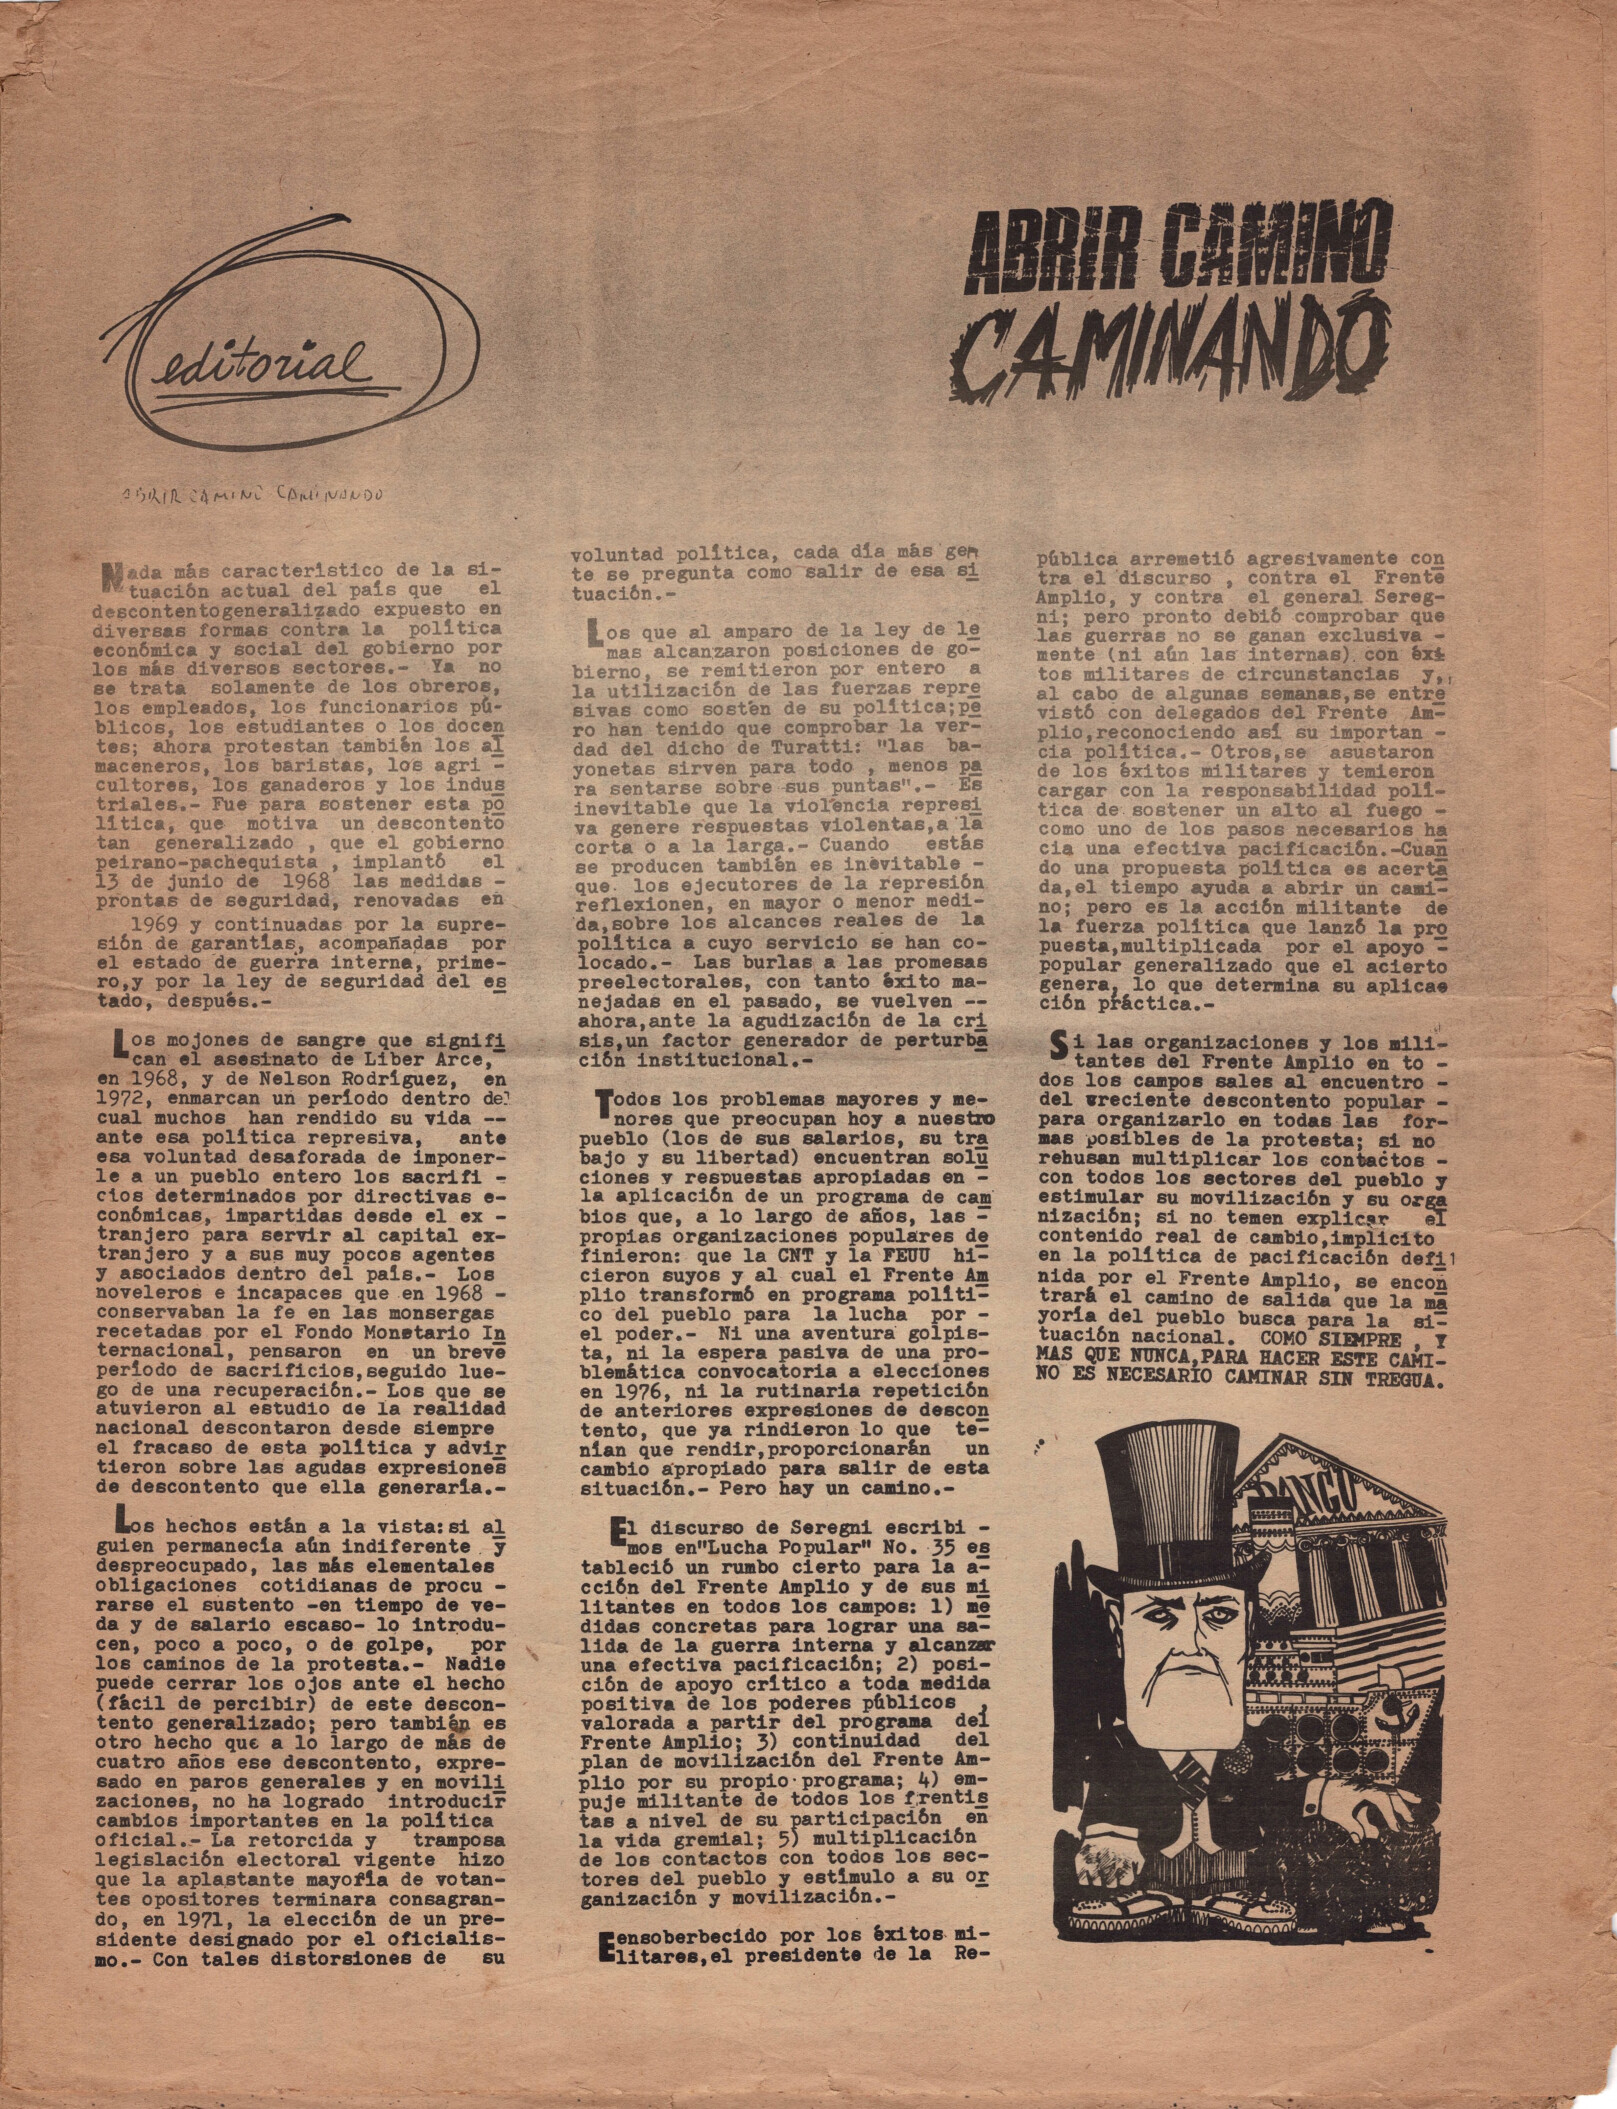 editorial
ABRIR CAMINO
CAMINANDO
ABRIR CAMINO CAMINANDO
Nada más caracteristico de la si-
tuación actual del país que el
descontentogeneralizado expuesto en
diversas formas contra la política
económica y social del gobierno por
los más diversos sectores.- Ya no
se trata solamente de los obreros,
los empleados, los funcionarios pú-
blicos, los estudiantes o los docen
tes; ahora protestan también los al
maceneros, los baristas, los agri -
cultores, los ganaderos y los indus
triales.- Fue para sostener esta po
lítica, que motiva un descontento
tan generalizado , que el gobierno
peirano-pachequista , implantó el
13 de junio de 1968 las medidas -
prontas de seguridad, renovadas en
1969 y continuadas por la supre-
sión de garantías, acompañadas por
el estado de guerra interna, prime-
ro,y por la ley de seguridad del es
tado, después.-
Los mojones de sangre que signifi
can el asesinato de Liber Arce,
en 1968, y de Nelson Rodríguez, en
1972, enmarcan un período dentro del
cual muchos han rendido su vida --
ante esa política represiva, ante
esa voluntad desaforada de imponer-
le a un pueblo entero los sacrifi -
cios determinados por directivas e-
conómicas, impartidas desde el ex -
tranjero para servir al capital ex-
tranjero y a sus muy pocos agentes
y asociados dentro del país.- Los
noveleros e incapaces que en 1968 -
conservaban la fe en las monsergas
recetadas por el Fondo Monetario In
ternacional, pensaron en un breve
período de sacrificios,seguido lue-
go de una recuperación.- Los que se
atuvieron al estudio de la realidad
nacional descontaron desde siempre
el fracaso de esta política y advir
tieron sobre las agudas expresiones
de descontento que ella generaría.-
Los hechos están a la vista:si al
guien permanecía aún indiferente y
despreocupado, las más elementales
obligaciones cotidianas de procu -
rarse el sustento -en tiempo de ve-
da y de salario escaso- lo introdu-
cen, poco a poco, o de golpe, por
los caminos de la protesta.- Nadie
puede cerrar los ojos ante el hecho
(fácil de percibir) de este descon-
tento generalizado; pero también es
otro hecho que a lo largo de más de
cuatro años ese descontento, expre-
sado en paros generales y en movili
zaciones, no ha logrado introducir
cambios importantes en la política
oficial.- La retorcida y tramposa
legislación electoral vigente hizo
que la aplastante mayoría de votan-
tes opositores terminara consagran-
do, en 1971, la elección de un pre-
sidente designado por el oficialis-
mo.- Con tales distorsiones de su
voluntad política, cada día más gen
te se pregunta como salir de esa si
tuación.-
Los que al amparo de la ley de le
mas alcanzaron posiciones de go-
bierno, se remitieron por entero a
la utilización de las fuerzas repre
sivas como sostén de su política;pe
ro han tenido que comprobar la ver-
dad del dicho de Turatti: "las ba-
yonetas sirven para todo , menos pa
ra sentarse sobre sus puntas".- Es
inevitable que la violencia represi
va genere respuestas violentas,a la
corta o a la larga.- Cuando estás
se producen también es inevitable -
que los ejecutores de la represión
reflexionen, en mayor o menor medi-
da,sobre los alcances reales de la
política a cuyo servicio se han co-
locado.- Las burlas a las promesas
preelectorales, con tanto éxito ma-
nejadas en el pasado, se vuelven --
ahora,ante la agudización de la cri
sis,un factor generador de perturba
ción institucional.-
Todos los problemas mayores y me-
nores que preocupan hoy a nuestro
pueblo (los de sus salarios, su tra
bajo y su libertad) encuentran solu
ciones y respuestas apropiadas en -
la aplicación de un programa de cam
bios que, a lo largo de años, las -
propias organizaciones populares de
finieron: que la CNT y la FEUU hi-
cieron suyos y al cual el Frente Am
plio transformó en programa políti-
co del pueblo para la lucha por -
el poder.- Ni una aventura golpis-
ta, ni la espera pasiva de una pro-
blemática convocatoria a elecciones
en 1976, ni la rutinaria repetición
de anteriores expresiones de descon
tento, que ya rindieron lo que te-
nían que rendir,proporcionarán un
cambio apropiado para salir de esta
situación.- Pero hay un camino.-
El discurso de Seregni escribi -
mos en"Lucha Popular" No. 35 es
tableció un rumbo cierto para la a-
cción del Frente Amplio y de sus mi
litantes en todos los campos: 1) me
didas concretas para lograr una sa-
lida de la guerra interna y alcanzar
una efectiva pacificación; 2) posi-
ción de apoyo crítico a toda medida
positiva de los poderes públicos ,
valorada a partir del programa del
Frente Amplio; 3) continuidad del
plan de movilización del Frente Am-
plio por su propio programa; 4) em-
puje militante de todos los frentis
tas a nivel de su participación en
la vida gremial; 5) multiplicación
de los contactos con todos los sec-
tores del pueblo y estímulo a su or
ganización y movilización.-
Eensoberbecido por los éxitos mi-
litares,el presidente de la Re-
pública arremetió agresivamente con
tra el discurso , contra el Frente
Amplio, y contra el general Sereg-
ni; pero pronto debió comprobar que
las guerras no se ganan exclusiva -
mente (ni aún las internas) con éxi
tos militares de circunstancias y,
al cabo de algunas semanas,se entre
vistó con delegados del Frente Am-
plio,reconociendo así su importan -
cia política.- Otros,se asustaron
de los éxitos militares y temieron
cargar con la responsabilidad polí-
tica de sostener un alto al fuego -
como uno de los pasos necesarios ha
cia una efectiva pacificación.-Cuan
do una propuesta política es acerta
da,el tiempo ayuda a abrir un cami-
no; pero es la acción militante de
la fuerza política que lanzó la pro
puesta,multiplicada por el apoyo -
popular generalizado que el acierto
genera, lo que determina su aplica
ción práctica.-
Si las organizaciones y los mili-
tantes del Frente Amplio en to -
dos los campos sales al encuentro -
del creciente descontento popular -
para organizarlo en todas las for-
mas posibles de la protesta; si no
rehusan multiplicar los contactos -
con todos los sectores del pueblo y
estimular su movilización y su orga
nización; si no temen explicar el
contenido real de cambio,implícito
en la política de pacificación defi
nida por el Frente Amplio, se encon
trará el camino de salida que la ma
yoría del pueblo busca para la si-
tuación nacional. COMO SIEMPRE , Y
MAS QUE NUNCA,PARA HACER ESTE CAMI-
NO ES NECESARIO CAMINAR SIN TREGUA.
BANCO